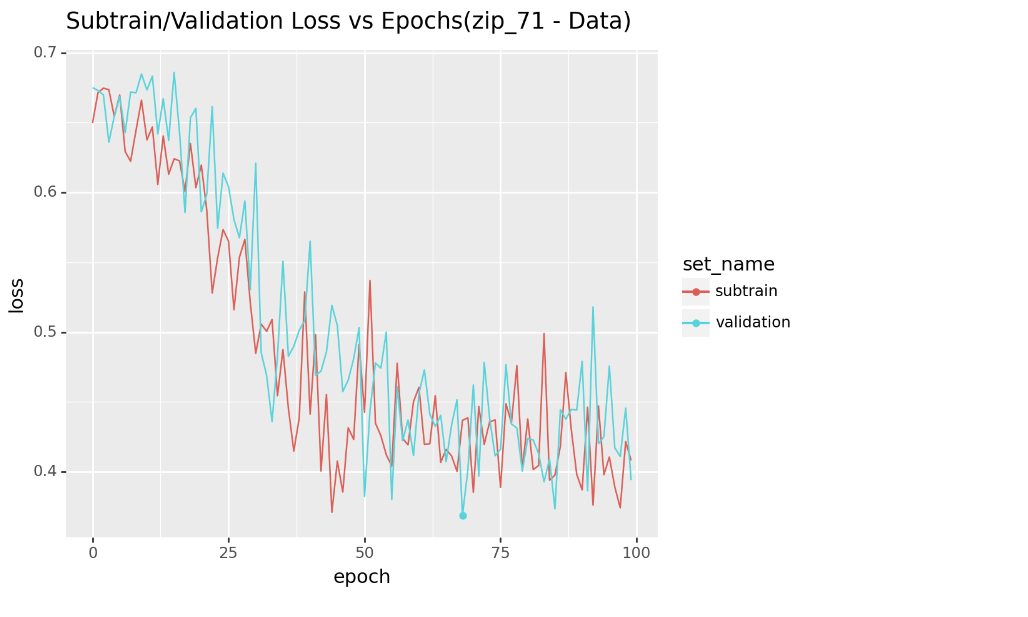 Subtrain/Validation Loss vs Epochs(zip_71 - Data)
0.7
0.6
0.5
0.4
loss
0
25
50
75
100
epoch
set_name
subtrain
validation